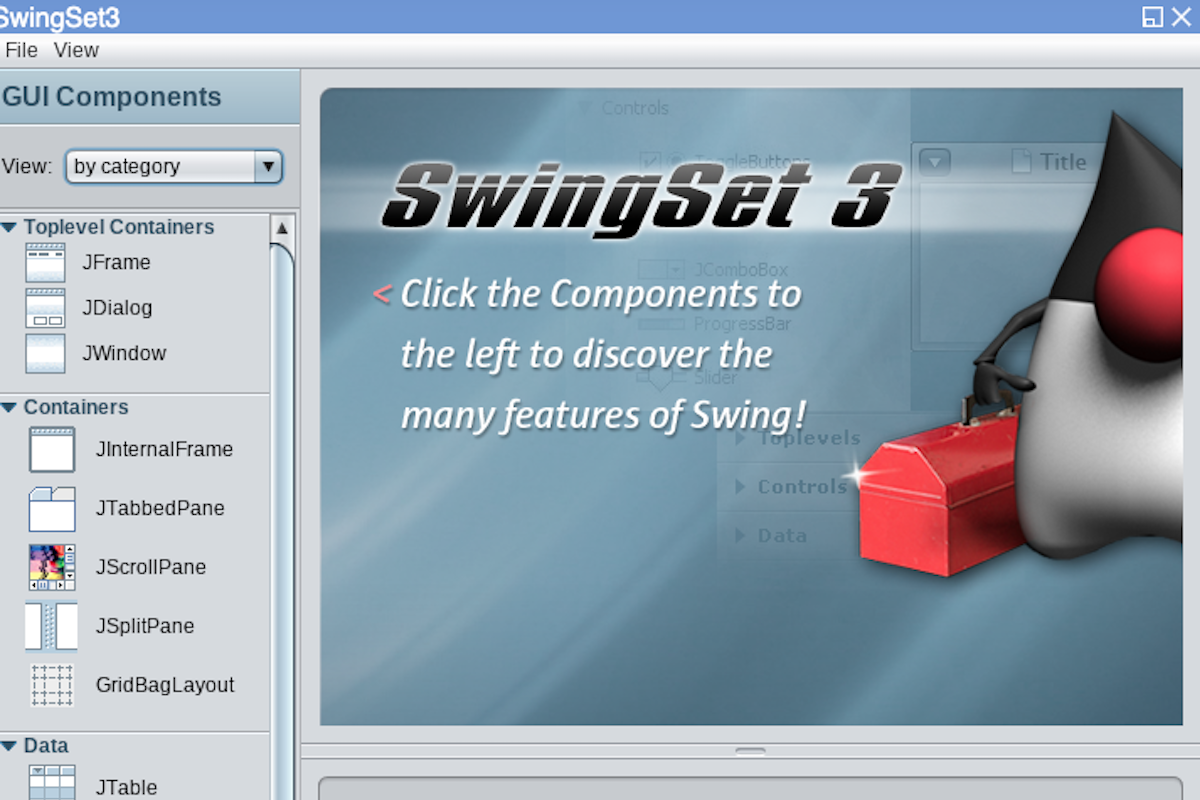 SwingSet3
File View
GUI Components
View: by category
Toplevel Containers
JFrame
JDialog
JWindow
Containers
JInternalFrame
JTabbedPane
JScrollPane
JSplitPane
GridBagLayout
Data
JTable
Controls
ToggleButtons
Title
SwingSet 3
JComboBox
< Click the Components to
ProgressBar
the left to discover the
Slider
many features of Swing!
Toplevels
Controls
Data